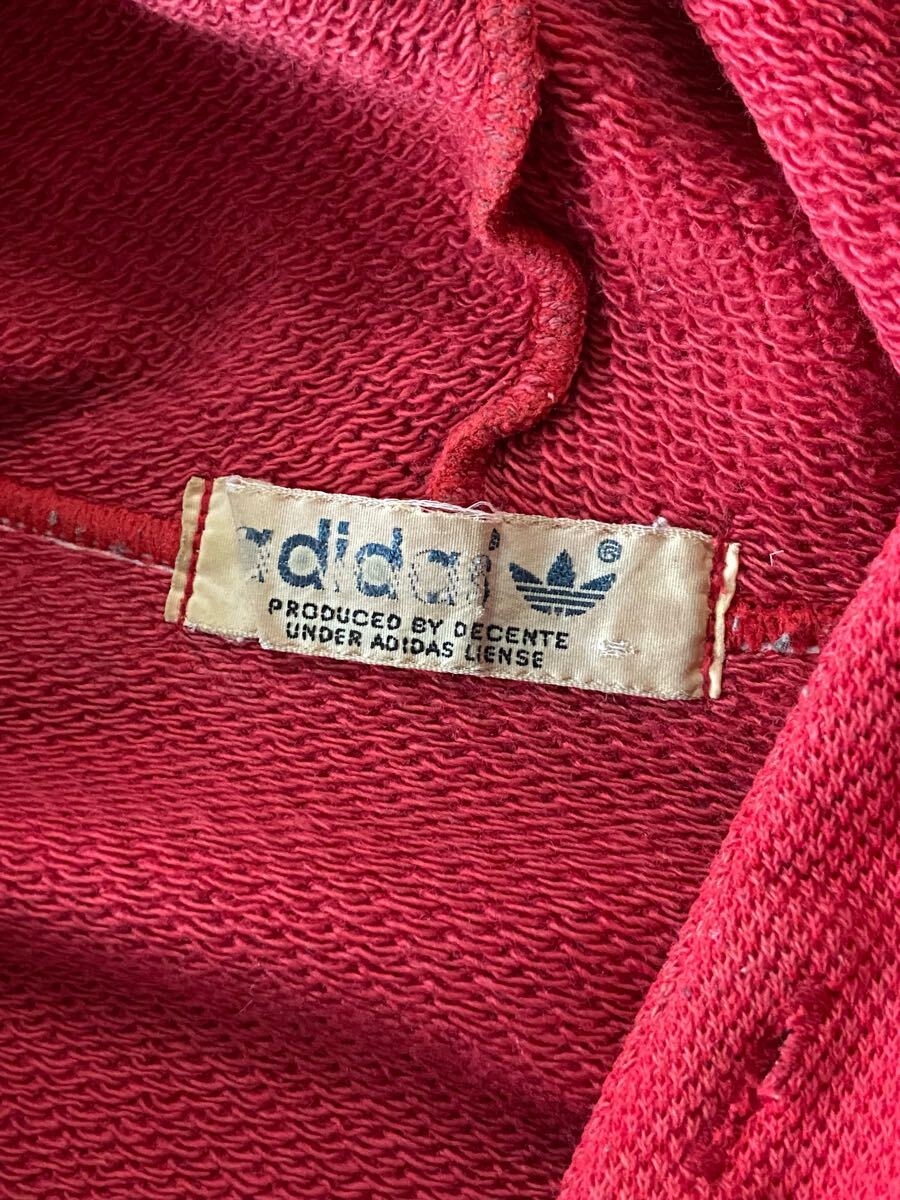 adidas ®
PRODUCED BY DECENTE
UNDER ADIDAS LIENSE